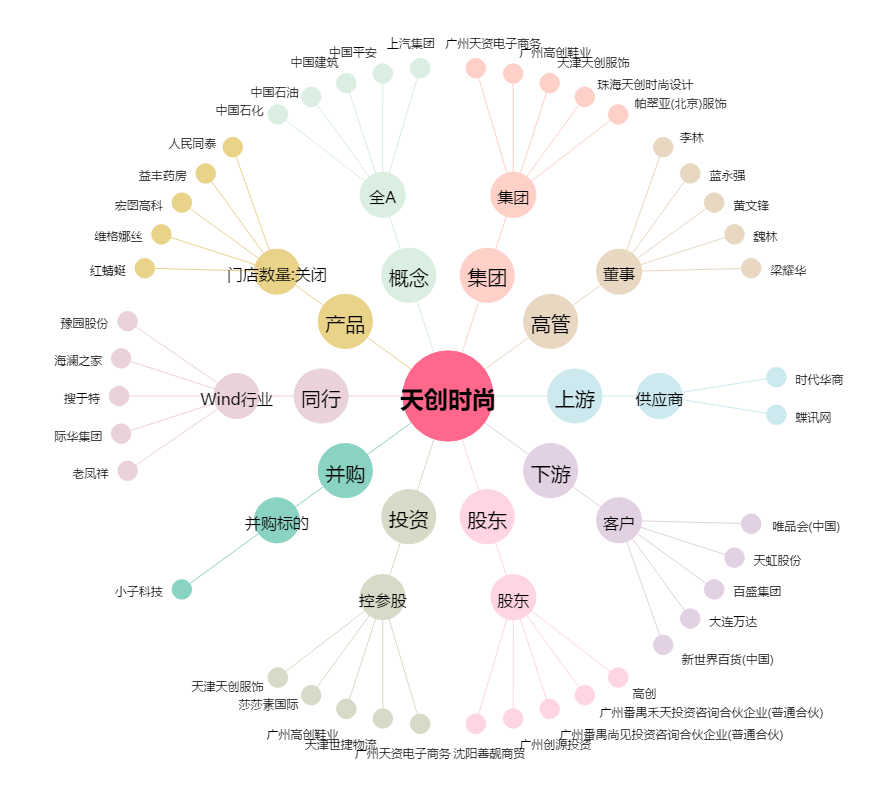 上汽集团
广州天资电子商务
中国平安
广州高创鞋业
中国建筑
天津天创服饰
中国石油
珠海天创时尚设计
中国石化
帕翠亚(北京)服饰
人民同泰
李林
益丰药房
蓝永强
全A
集团
宏图高科
黄文锋
维格娜丝
魏林
红蜻蜓
门店数量:关闭
概念
集团
董事
梁耀华
豫园股份
产品
高管
海澜之家
时代华商
搜于特
Wind行业
同行
天创时尚
上游
供应商
蝶讯网
际华集团
老凤祥
并购
下游
并购标的
投资
股东
客户
唯品会(中国)
天虹股份
小子科技
百盛集团
控参股
股东
大连万达
新世界百货(中国)
天津天创服饰
高创
莎莎素国际
广州番禺禾天投资咨询合伙企业(普通合伙)
广州高创鞋业
广州番禺尚见投资咨询合伙企业(普通合伙)
天津世捷物流
广州创源投资
广州天资电子商务
沈阳善靓商贸